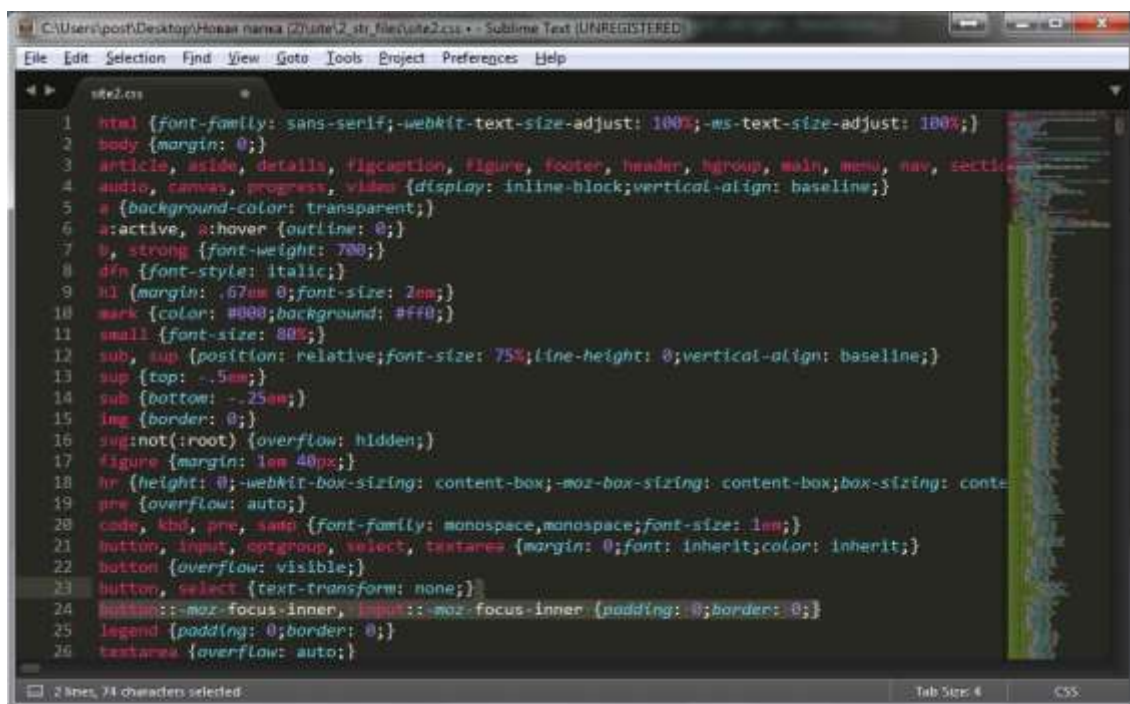 C:\Users\post\Desktop\Новая папка (2)\site\2_str_files\site2.css • - Sublime Text (UNREGISTERED)
File Edit Selection Find View Goto Tools Project Preferences Help
site2.css
1 html {font-family: sans-serif;-webkit-text-size-adjust: 100%;-ms-text-size-adjust: 100%;}
2 body {margin: 0;}
3 article, aside, details, figcaption, figure, footer, header, hgroup, main, menu, nav, sectio
4 audio, canvas, progress, video {display: inline-block;vertical-align: baseline;}
5 a {background-color: transparent;}
6 a:active, a:hover {outline: 0;}
7 b, strong {font-weight: 700;}
8 dfn {font-style: italic;}
9 h1 {margin: .67em 0;font-size: 2em;}
10 mark {color: #000;background: #ff0;}
11 small {font-size: 80%;}
12 sub, sup {position: relative;font-size: 75%;line-height: 0;vertical-align: baseline;}
13 sup {top: -.5em;}
14 sub {bottom: -.25em;}
15 img {border: 0;}
16 svg:not(:root) {overflow: hidden;}
17 figure {margin: 1em 40px;}
18 hr {height: 0;-webkit-box-sizing: content-box;-moz-box-sizing: content-box;box-sizing: conte
19 pre {overflow: auto;}
20 code, kbd, pre, samp {font-family: monospace,monospace;font-size: 1em;}
21 button, input, optgroup, select, textarea {margin: 0;font: inherit;color: inherit;}
22 button {overflow: visible;}
23 button, select {text-transform: none;}
24 button::-moz-focus-inner, input::-moz-focus-inner {padding: 0;border: 0;}
25 legend {padding: 0;border: 0;}
26 textarea {overflow: auto;}
2 lines, 74 characters selected Tab Size: 4 CSS